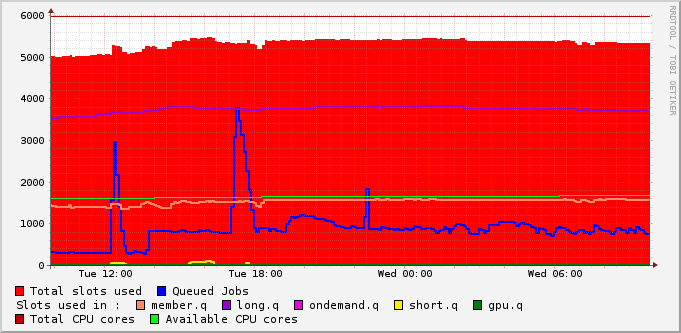 RRDTOOL / TOBI OETIKER
6000
5000
4000
3000
2000
1000
0
Tue 12:00 Tue 18:00 Wed 00:00 Wed 06:00
Total slots used Queued Jobs
Slots used in : member.q long.q ondemand.q short.q gpu.q
Total CPU cores Available CPU cores